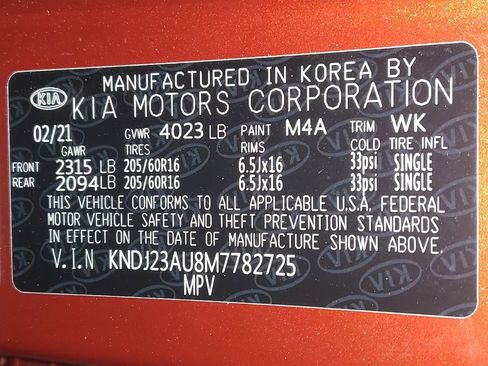 MANUFACTURED IN KOREA BY
KIA KIA MOTORS CORPORATION
02/21 GVWR 4023 LB PAINT M4A TRIM WK
GAWR TIRES RIMS COLD TIRE INFL
FRONT 2315 LB 205/60R16 6.5Jx16 33psi SINGLE
REAR 2094 LB 205/60R16 6.5Jx16 33psi SINGLE
THIS VEHICLE CONFORMS TO ALL APPLICABLE U.S.A. FEDERAL
MOTOR VEHICLE SAFETY AND THEFT PREVENTION STANDARDS
IN EFFECT ON THE DATE OF MANUFACTURE SHOWN ABOVE.
V.I.N KNDJ23AU8M7782725
MPV